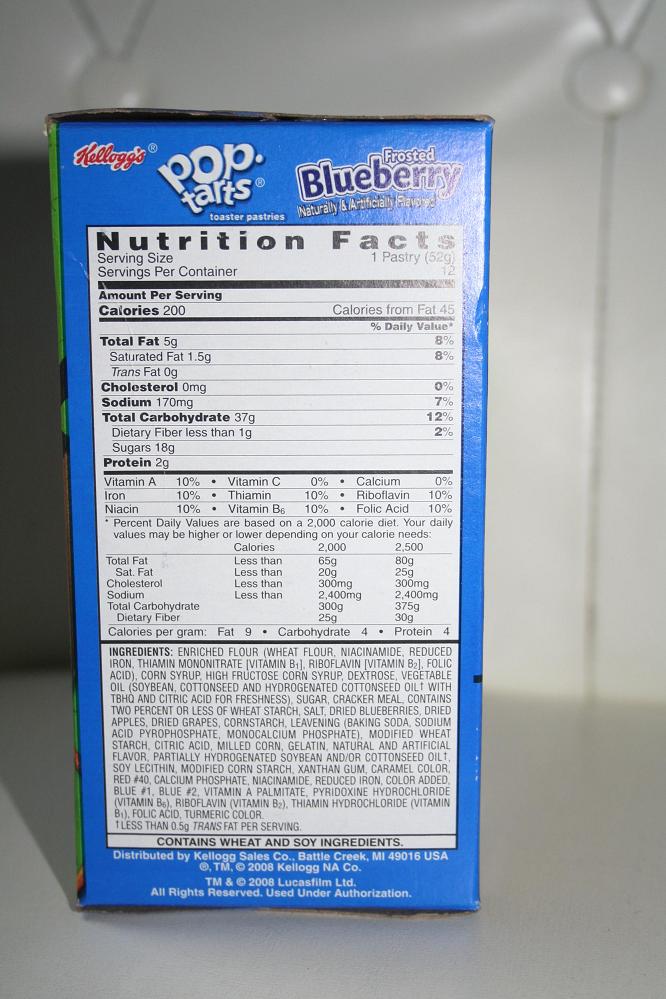 Kellogg's®
pop.
tarts®
toaster pastries
Frosted
Blueberry
Naturally & Artificially Flavored
Nutrition Facts
Serving Size 1 Pastry (52g)
Servings Per Container 12
Amount Per Serving
Calories 200 Calories from Fat 45
% Daily Value*
Total Fat 5g 8%
Saturated Fat 1.5g 8%
Trans Fat 0g
Cholesterol 0mg 0%
Sodium 170mg 7%
Total Carbohydrate 37g 12%
Dietary Fiber less than 1g 2%
Sugars 18g
Protein 2g
Vitamin A 10% • Vitamin C 0% • Calcium 0%
Iron 10% • Thiamin 10% • Riboflavin 10%
Niacin 10% • Vitamin B6 10% • Folic Acid 10%
* Percent Daily Values are based on a 2,000 calorie diet. Your daily
values may be higher or lower depending on your calorie needs:
Calories 2,000 2,500
Total Fat Less than 65g 80g
Sat. Fat Less than 20g 25g
Cholesterol Less than 300mg 300mg
Sodium Less than 2,400mg 2,400mg
Total Carbohydrate 300g 375g
Dietary Fiber 25g 30g
Calories per gram: Fat 9 • Carbohydrate 4 • Protein 4
INGREDIENTS: ENRICHED FLOUR (WHEAT FLOUR, NIACINAMIDE, REDUCED
IRON, THIAMIN MONONITRATE [VITAMIN B1], RIBOFLAVIN [VITAMIN B2], FOLIC
ACID), CORN SYRUP, HIGH FRUCTOSE CORN SYRUP, DEXTROSE, VEGETABLE
OIL (SOYBEAN, COTTONSEED AND HYDROGENATED COTTONSEED OIL† WITH
TBHQ AND CITRIC ACID FOR FRESHNESS), SUGAR, CRACKER MEAL, CONTAINS
TWO PERCENT OR LESS OF WHEAT STARCH, SALT, DRIED BLUEBERRIES, DRIED
APPLES, DRIED GRAPES, CORNSTARCH, LEAVENING (BAKING SODA, SODIUM
ACID PYROPHOSPHATE, MONOCALCIUM PHOSPHATE), MODIFIED WHEAT
STARCH, CITRIC ACID, MILLED CORN, GELATIN, NATURAL AND ARTIFICIAL
FLAVOR, PARTIALLY HYDROGENATED SOYBEAN AND/OR COTTONSEED OIL†,
SOY LECITHIN, MODIFIED CORN STARCH, XANTHAN GUM, CARAMEL COLOR,
RED #40, CALCIUM PHOSPHATE, NIACINAMIDE, REDUCED IRON, COLOR ADDED,
BLUE #1, BLUE #2, VITAMIN A PALMITATE, PYRIDOXINE HYDROCHLORIDE
(VITAMIN B6), RIBOFLAVIN (VITAMIN B2), THIAMIN HYDROCHLORIDE (VITAMIN
B1), FOLIC ACID, TURMERIC COLOR.
† LESS THAN 0.5g TRANS FAT PER SERVING.
CONTAINS WHEAT AND SOY INGREDIENTS.
Distributed by Kellogg Sales Co., Battle Creek, MI 49016 USA
®, TM, © 2008 Kellogg NA Co.
TM & © 2008 Lucasfilm Ltd.
All Rights Reserved. Used Under Authorization.